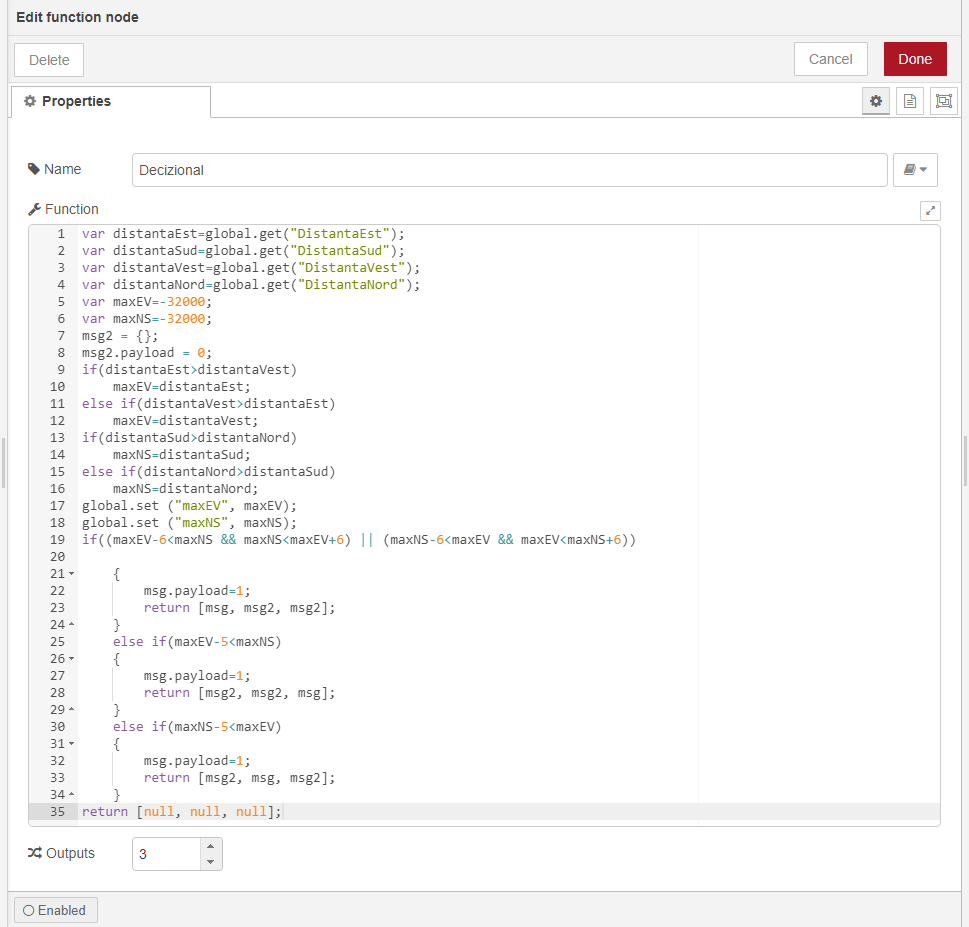 Edit function node
Delete
Cancel
Done
Properties
Name
Decizional
Function
1 var distantaEst=global.get("DistantaEst");
2 var distantaSud=global.get("DistantaSud");
3 var distantaVest=global.get("DistantaVest");
4 var distantaNord=global.get("DistantaNord");
5 var maxEV=-32000;
6 var maxNS=-32000;
7 msg2 = {};
8 msg2.payload = 0;
9 if(distantaEst>distantaVest)
10     maxEV=distantaEst;
11 else if(distantaVest>distantaEst)
12     maxEV=distantaVest;
13 if(distantaSud>distantaNord)
14     maxNS=distantaSud;
15 else if(distantaNord>distantaSud)
16     maxNS=distantaNord;
17 global.set ("maxEV", maxEV);
18 global.set ("maxNS", maxNS);
19 if((maxEV-6<maxNS && maxNS<maxEV+6) || (maxNS-6<maxEV && maxEV<maxNS+6))
20
21     {
22         msg.payload=1;
23         return [msg, msg2, msg2];
24     }
25     else if(maxEV-5<maxNS)
26     {
27         msg.payload=1;
28         return [msg2, msg2, msg];
29     }
30     else if(maxNS-5<maxEV)
31     {
32         msg.payload=1;
33         return [msg2, msg, msg2];
34     }
35 return [null, null, null];
Outputs
3
Enabled